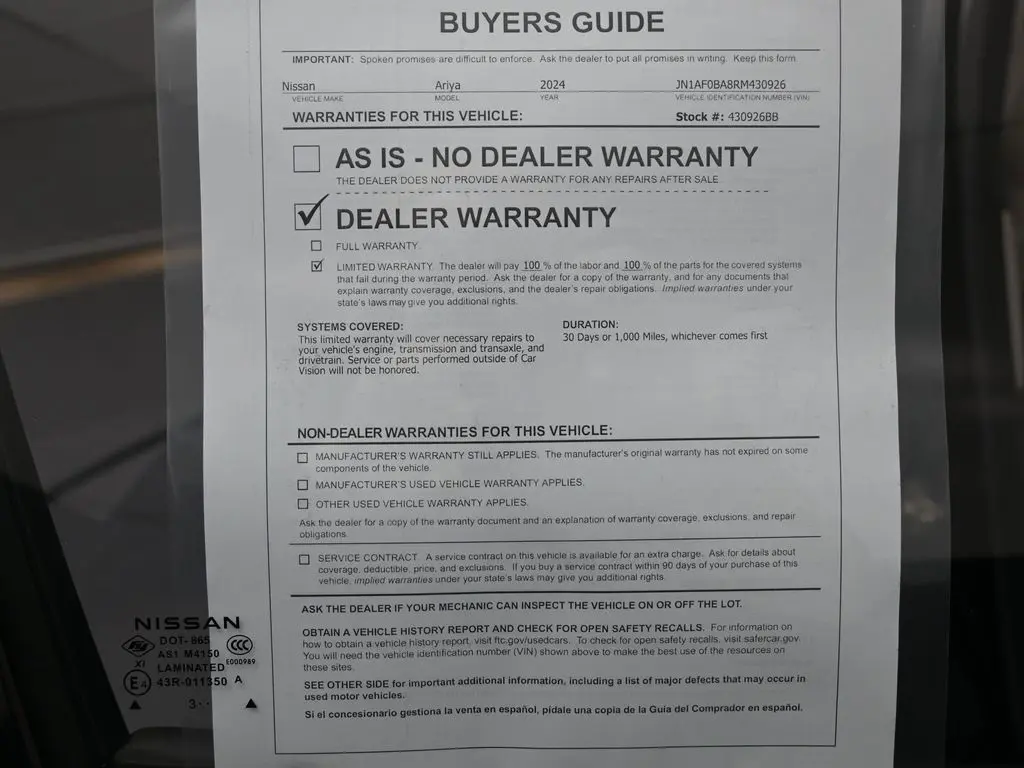 BUYERS GUIDE
IMPORTANT: Spoken promises are difficult to enforce. Ask the dealer to put all promises in writing. Keep this form.
Nissan Ariya 2024 JN1AF0BA8RM430926
VEHICLE MAKE MODEL YEAR VEHICLE IDENTIFICATION NUMBER (VIN)
WARRANTIES FOR THIS VEHICLE: Stock #: 430926BB
AS IS - NO DEALER WARRANTY
THE DEALER DOES NOT PROVIDE A WARRANTY FOR ANY REPAIRS AFTER SALE.
DEALER WARRANTY
FULL WARRANTY.
LIMITED WARRANTY. The dealer will pay 100 % of the labor and 100 % of the parts for the covered systems
that fail during the warranty period. Ask the dealer for a copy of the warranty, and for any documents that
explain warranty coverage, exclusions, and the dealer's repair obligations. Implied warranties under your
state's laws may give you additional rights.
SYSTEMS COVERED:
This limited warranty will cover necessary repairs to
your vehicle's engine, transmission and transaxle, and
drivetrain. Service or parts performed outside of Car
Vision will not be honored.
DURATION:
30 Days or 1,000 Miles, whichever comes first
NON-DEALER WARRANTIES FOR THIS VEHICLE:
MANUFACTURER'S WARRANTY STILL APPLIES. The manufacturer's original warranty has not expired on some
components of the vehicle.
MANUFACTURER'S USED VEHICLE WARRANTY APPLIES.
OTHER USED VEHICLE WARRANTY APPLIES.
Ask the dealer for a copy of the warranty document and an explanation of warranty coverage, exclusions, and repair
obligations.
SERVICE CONTRACT. A service contract on this vehicle is available for an extra charge. Ask for details about
coverage, deductible, price, and exclusions. If you buy a service contract within 90 days of your purchase of this
vehicle, implied warranties under your state's laws may give you additional rights.
ASK THE DEALER IF YOUR MECHANIC CAN INSPECT THE VEHICLE ON OR OFF THE LOT.
OBTAIN A VEHICLE HISTORY REPORT AND CHECK FOR OPEN SAFETY RECALLS. For information on
how to obtain a vehicle history report, visit ftc.gov/usedcars. To check for open safety recalls, visit safercar.gov.
You will need the vehicle identification number (VIN) shown above to make the best use of the resources on
these sites.
SEE OTHER SIDE for important additional information, including a list of major defects that may occur in
used motor vehicles.
Si el concesionario gestiona la venta en español, pídale una copia de la Guía del Comprador en español.
NISSAN
DOT-865
AS1 M4150
XI LAMINATED E000989
E4 43R-011350 A
3··